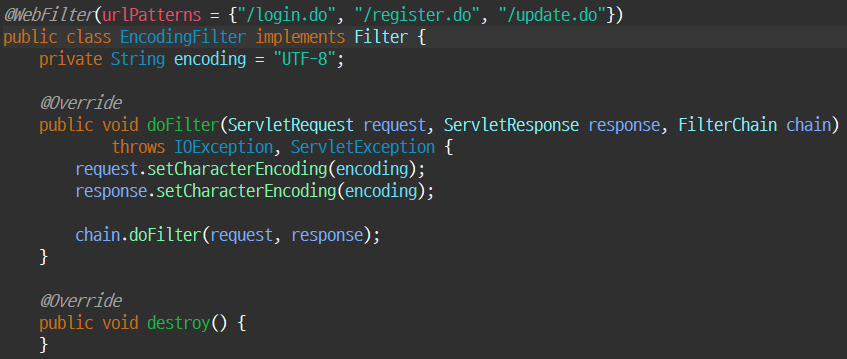 @WebFilter(urlPatterns = {"/login.do", "/register.do", "/update.do"})
public class EncodingFilter implements Filter {
    private String encoding = "UTF-8";

    @Override
    public void doFilter(ServletRequest request, ServletResponse response, FilterChain chain)
            throws IOException, ServletException {
        request.setCharacterEncoding(encoding);
        response.setCharacterEncoding(encoding);

        chain.doFilter(request, response);
    }

    @Override
    public void destroy() {
    }